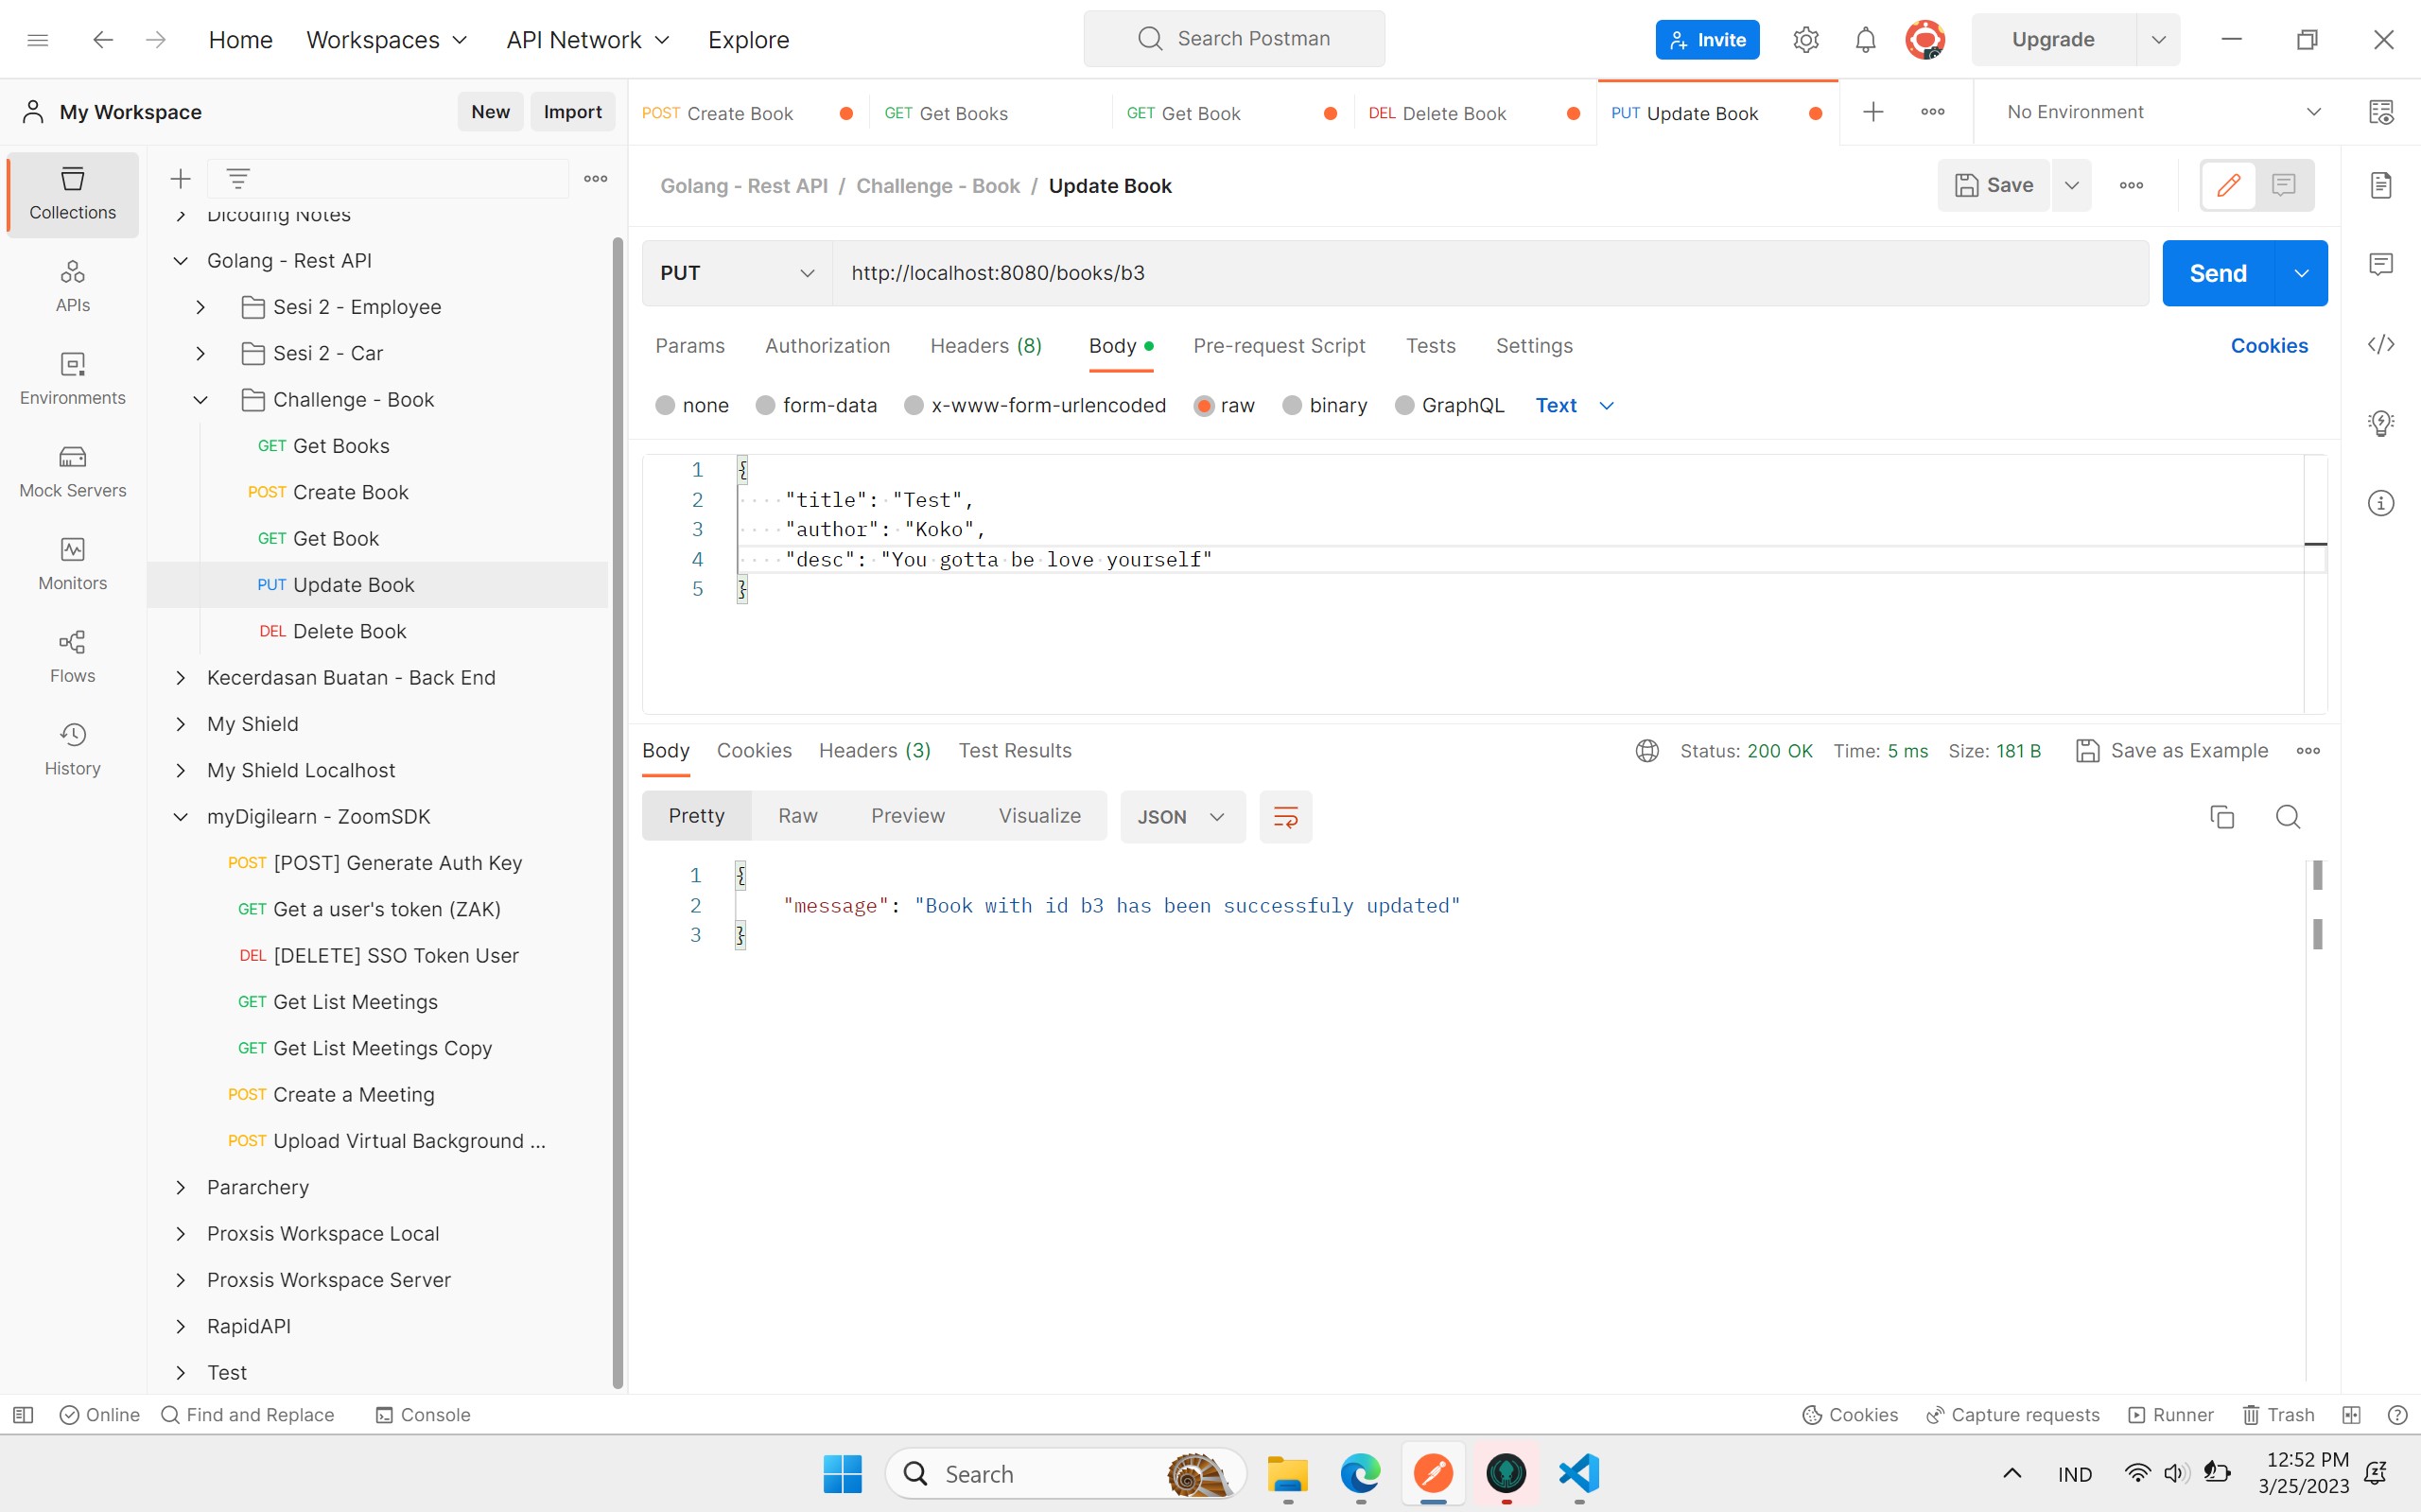 Home Workspaces API Network Explore Search Postman Invite Upgrade
My Workspace New Import
POST Create Book GET Get Books GET Get Book DEL Delete Book PUT Update Book No Environment
Collections
APIs
Environments
Mock Servers
Monitors
Flows
History
Dicoding Notes
Golang - Rest API
Sesi 2 - Employee
Sesi 2 - Car
Challenge - Book
GET Get Books
POST Create Book
GET Get Book
PUT Update Book
DEL Delete Book
Kecerdasan Buatan - Back End
My Shield
My Shield Localhost
myDigilearn - ZoomSDK
POST [POST] Generate Auth Key
GET Get a user's token (ZAK)
DEL [DELETE] SSO Token User
GET Get List Meetings
GET Get List Meetings Copy
POST Create a Meeting
POST Upload Virtual Background ...
Pararchery
Proxsis Workspace Local
Proxsis Workspace Server
RapidAPI
Test
Golang - Rest API / Challenge - Book / Update Book Save
PUT http://localhost:8080/books/b3 Send
Params Authorization Headers (8) Body Pre-request Script Tests Settings Cookies
none form-data x-www-form-urlencoded raw binary GraphQL Text
1 {
2 "title": "Test",
3 "author": "Koko",
4 "desc": "You gotta be love yourself"
5 }
Body Cookies Headers (3) Test Results Status: 200 OK Time: 5 ms Size: 181 B Save as Example
Pretty Raw Preview Visualize JSON
1 {
2 "message": "Book with id b3 has been successfuly updated"
3 }
Online Find and Replace Console Cookies Capture requests Runner Trash
Search IND 12:52 PM
3/25/2023